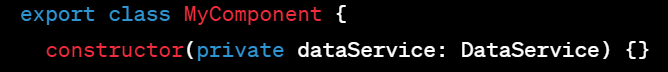 export class MyComponent {
  constructor(private dataService: DataService) {}